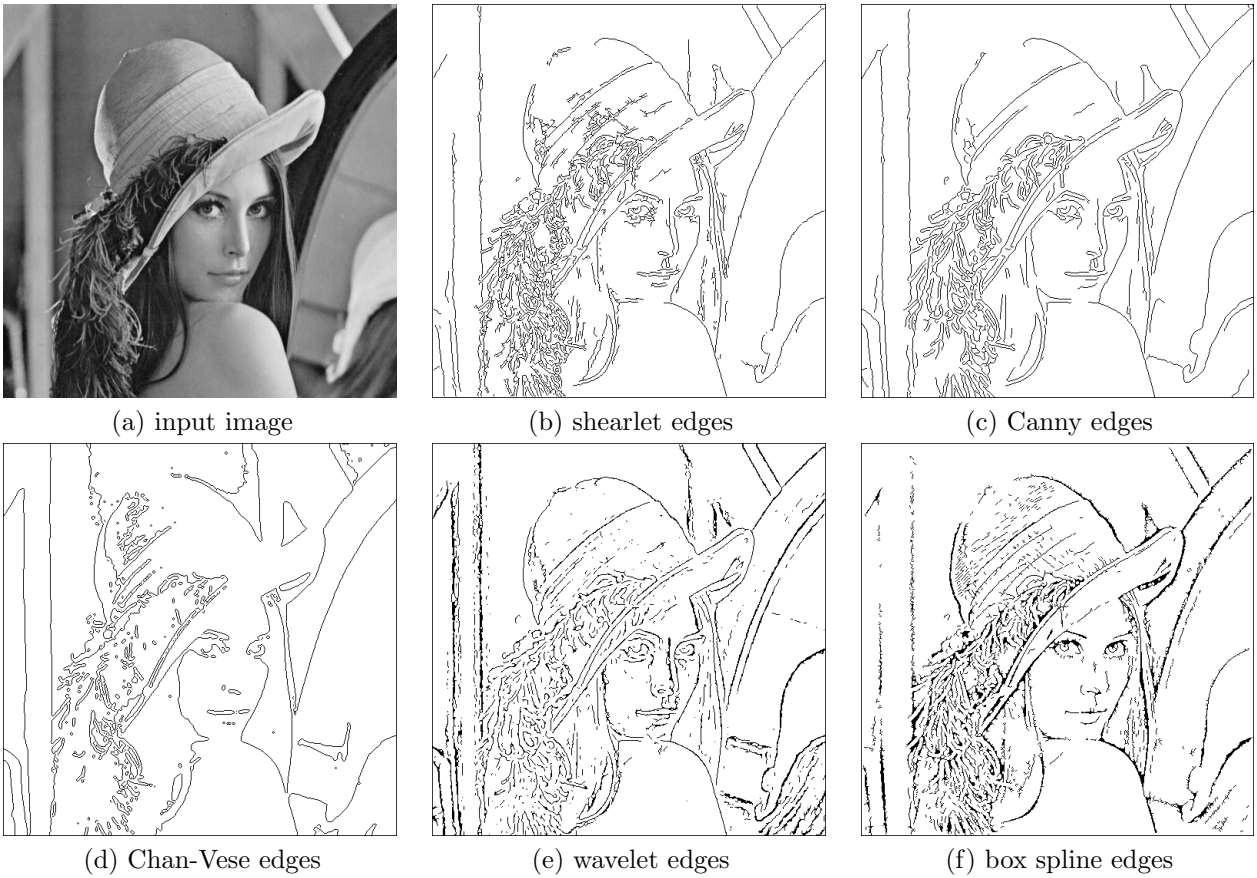 (a) input image
(b) shearlet edges
(c) Canny edges
(d) Chan-Vese edges
(e) wavelet edges
(f) box spline edges